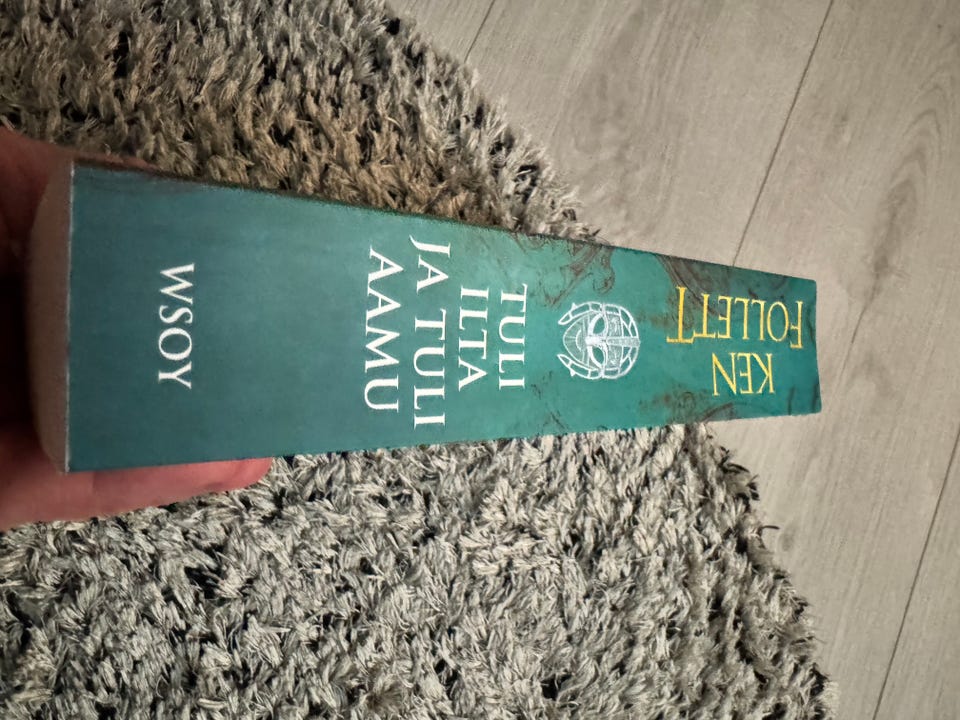 KEN
FOLLETT
TULI
ILTA
JA TULI
AAMU
WSOY